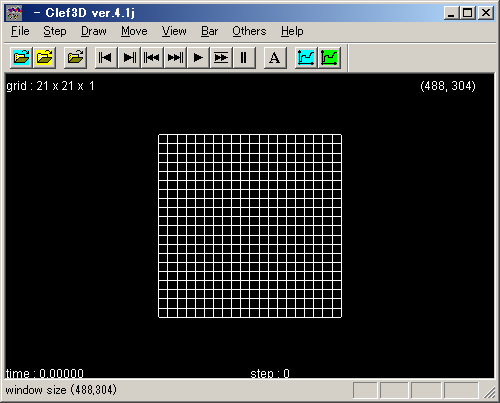 - Clef3D ver.4.1j
File Step Draw Move View Bar Others Help
A
grid : 21 x 21 x 1 (488, 304)
time : 0.00000 step : 0
window size (488,304)